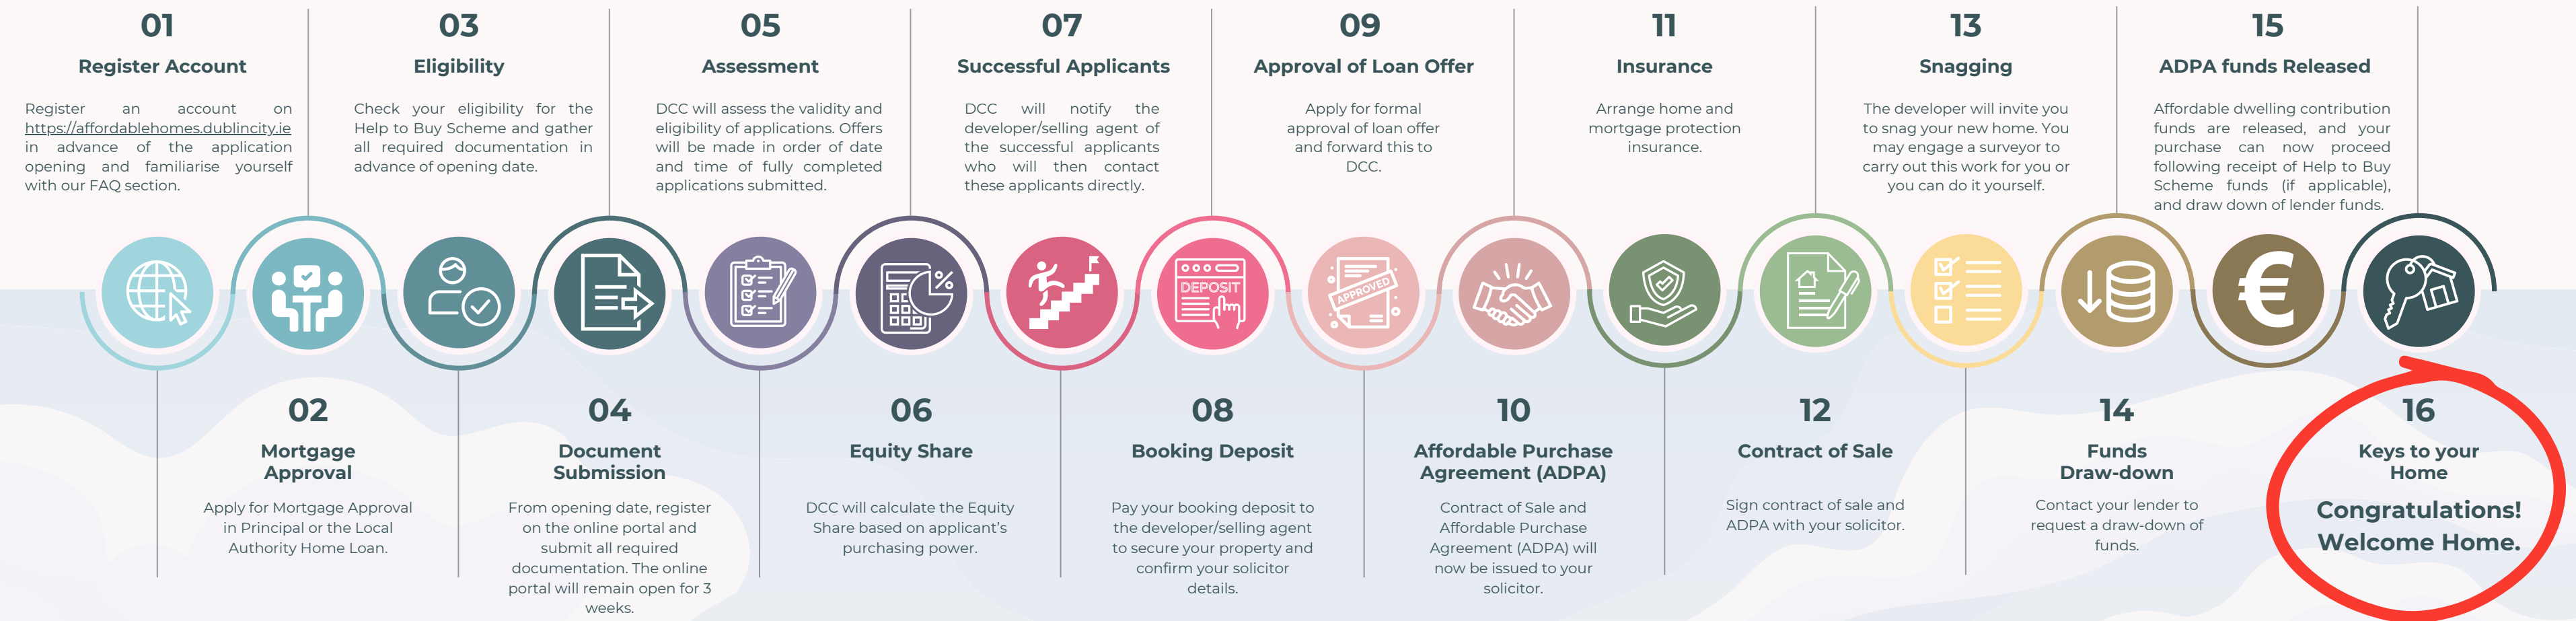 01
Register Account
Register an account on
https://affordablehomes.dublincity.ie
in advance of the application
opening and familiarise yourself
with our FAQ section.
02
Mortgage
Approval
Apply for Mortgage Approval
in Principal or the Local
Authority Home Loan.
03
Eligibility
Check your eligibility for the
Help to Buy Scheme and gather
all required documentation in
advance of opening date.
04
Document
Submission
From opening date, register
on the online portal and
submit all required
documentation. The online
portal will remain open for 3
weeks.
05
Assessment
DCC will assess the validity and
eligibility of applications. Offers
will be made in order of date
and time of fully completed
applications submitted.
06
Equity Share
DCC will calculate the Equity
Share based on applicant's
purchasing power.
%
07
Successful Applicants
DCC will notify the
developer/selling agent of
the successful applicants
who will then contact
these applicants directly.
08
Booking Deposit
Pay your booking deposit to
the developer/selling agent
to secure your property and
confirm your solicitor
details.
DEPOSIT
09
Approval of Loan Offer
Apply for formal
approval of loan offer
and forward this to
DCC.
APPROVED
10
Affordable Purchase
Agreement (ADPA)
Contract of Sale and
Affordable Purchase
Agreement (ADPA) will
now be issued to your
solicitor.
11
Insurance
Arrange home and
mortgage protection
insurance.
12
Contract of Sale
Sign contract of sale and
ADPA with your solicitor.
13
Snagging
The developer will invite you
to snag your new home. You
may engage a surveyor to
carry out this work for you or
you can do it yourself.
14
Funds
Draw-down
Contact your lender to
request a draw-down of
funds.
15
ADPA funds Released
Affordable dwelling contribution
funds are released, and your
purchase can now proceed
following receipt of Help to Buy
Scheme funds (if applicable),
and draw down of lender funds.
€
16
Keys to your
Home
Congratulations!
Welcome Home.